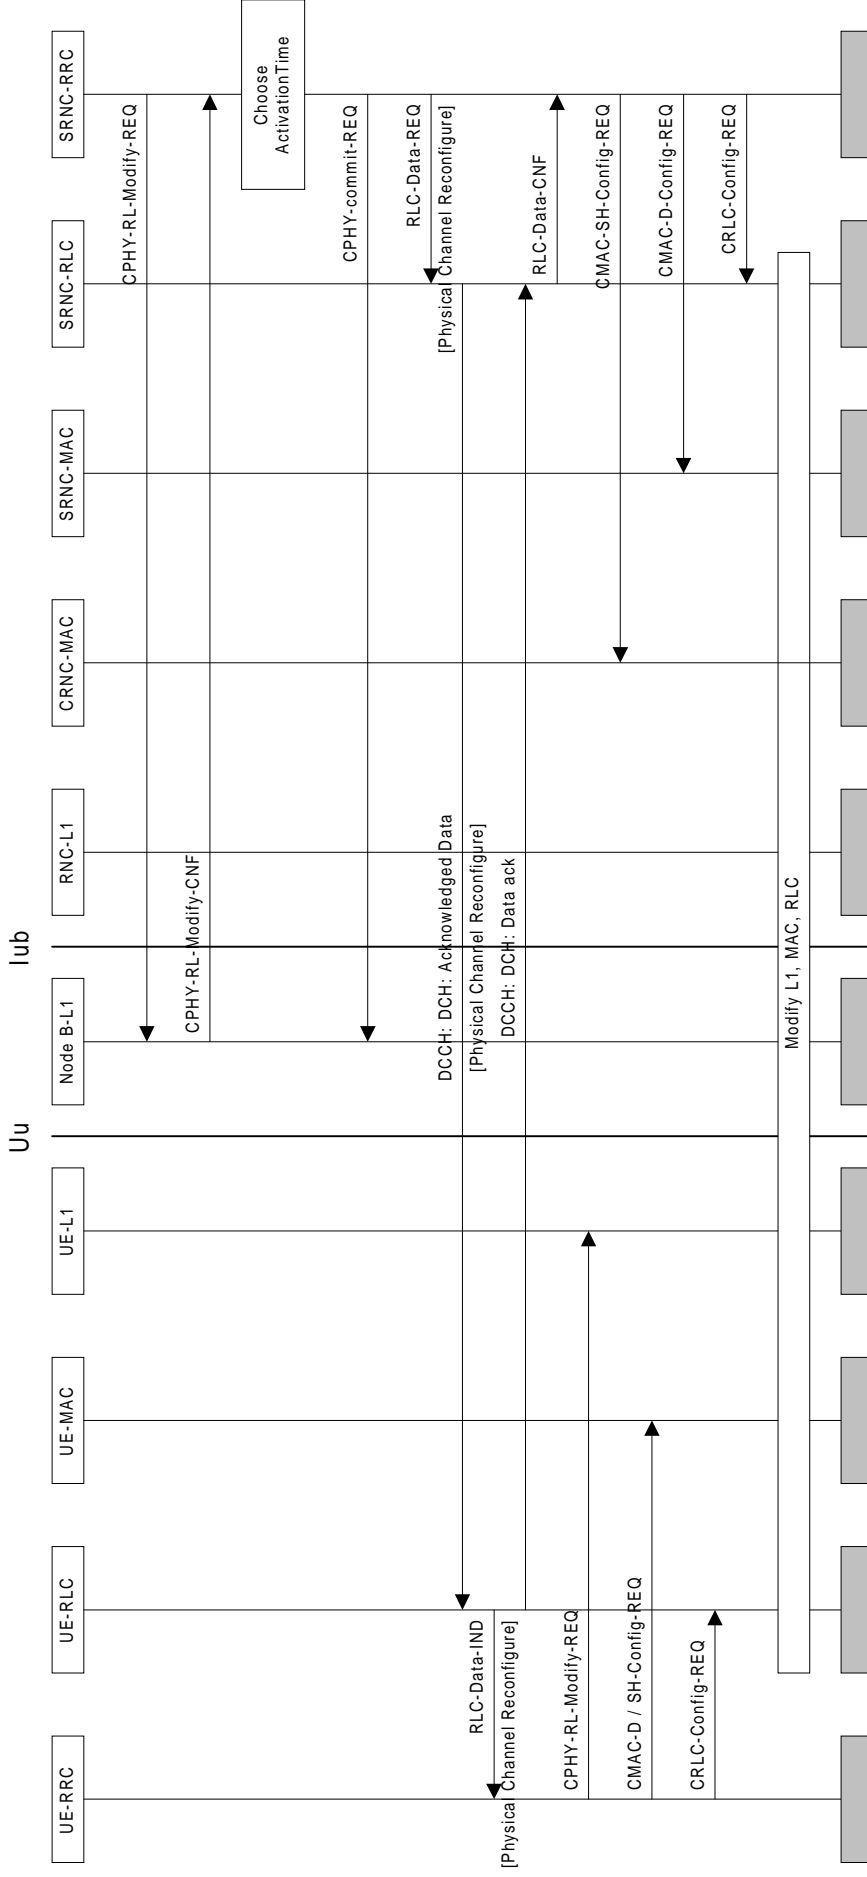 Uu
Iub
UE-RRC
UE-RLC
UE-MAC
UE-L1
Node B-L1
RNC-L1
CRNC-MAC
SRNC-MAC
SRNC-RLC
SRNC-RRC
CPHY-RL-Modify-REQ
CPHY-RL-Modify-CNF
Choose
ActivationTime
CPHY-commit-REQ
RLC-Data-REQ
[Physical Channel Reconfigure]
DCCH: DCH: Acknowledged Data
[Physical Channel Reconfigure]
RLC-Data-IND
[Physical Channel Reconfigure]
DCCH: DCH: Data ack
RLC-Data-CNF
CPHY-RL-Modify-REQ
CMAC-SH-Config-REQ
CMAC-D / SH-Config-REQ
CMAC-D-Config-REQ
CRLC-Config-REQ
CRLC-Config-REQ
Modify L1, MAC, RLC